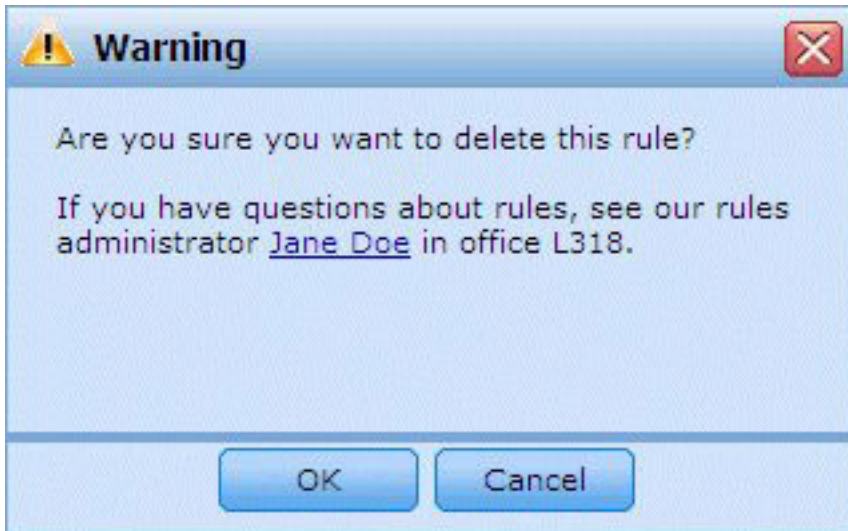 Warning
Are you sure you want to delete this rule?
If you have questions about rules, see our rules
administrator Jane Doe in office L318.
OK
Cancel